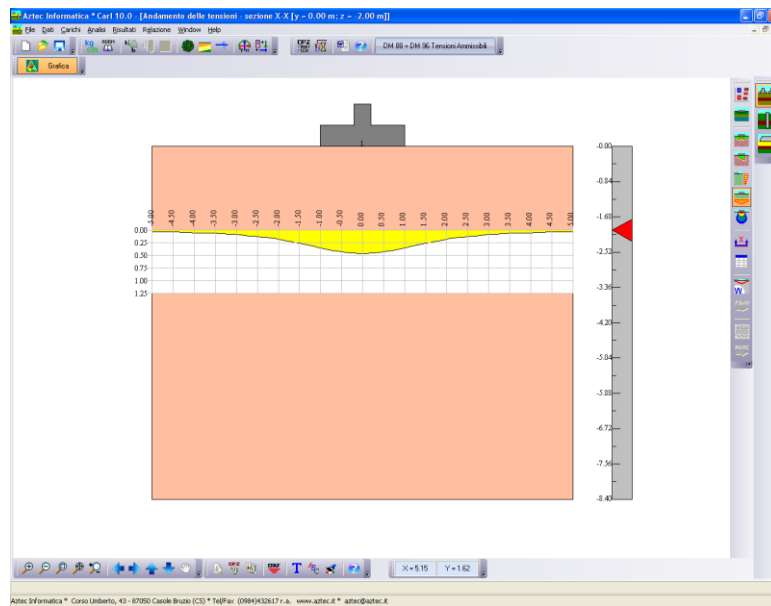 Aztec Informatica * Carl 10.0 - [Andamento delle tensioni - sezione X-X [y = 0.00 m; z = -2.00 m]]
File Dati Carichi Analisi Risultati Relazione Window Help
DM 88 + DM 96 Tensioni Ammissibili
Grafica
-5.00 -4.50 -4.00 -3.50 -3.00 -2.50 -2.00 -1.50 -1.00 -0.50 0.00 0.50 1.00 1.50 2.00 2.50 3.00 3.50 4.00 4.50 5.00
0.00
0.25
0.50
0.75
1.00
1.25
-0.00
-0.84
-1.68
-2.52
-3.36
-4.20
-5.04
-5.88
-6.72
-7.56
-8.40
X=5.15 Y=1.62
Aztec Informatica * Corso Umberto, 43 - 87050 Casole Bruzio (CS) * Tel/Fax (0984)432617 r.a. www.aztec.it * aztec@aztec.it